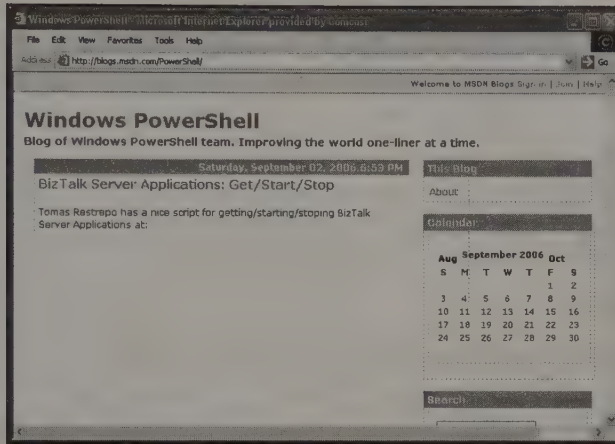 Windows PowerShell - Microsoft Internet Explorer provided by Comcast
File Edit View Favorites Tools Help
Address http://blogs.msdn.com/PowerShell/ Go
Welcome to MSDN Blogs Sign in | Join | Help
Windows PowerShell
Blog of Windows PowerShell team. Improving the world one-liner at a time.
Saturday, September 02, 2006 6:53 PM
BizTalk Server Applications: Get/Start/Stop
Tomas Restrepo has a nice script for getting/starting/stoping BizTalk
Server Applications at:
This Blog
About
Calendar
Aug September 2006 Oct
S M T W T F S
1 2
3 4 5 6 7 8 9
10 11 12 13 14 15 16
17 18 19 20 21 22 23
24 25 26 27 28 29 30
Search